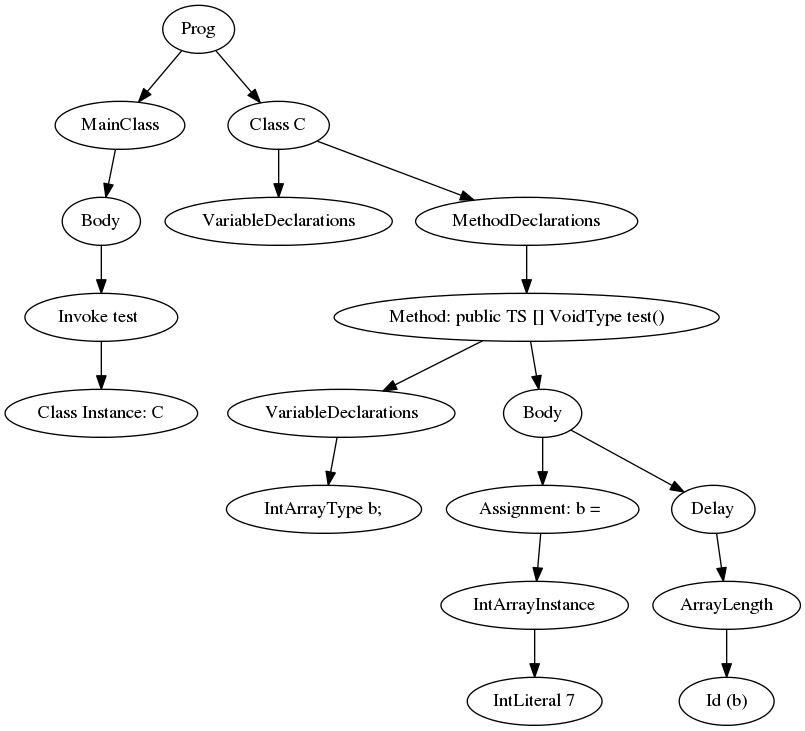 Prog
MainClass
Class C
Body
VariableDeclarations
MethodDeclarations
Invoke test
Method: public TS [] VoidType test()
Class Instance: C
VariableDeclarations
Body
IntArrayType b;
Assignment: b =
Delay
IntArrayInstance
ArrayLength
IntLiteral 7
Id (b)